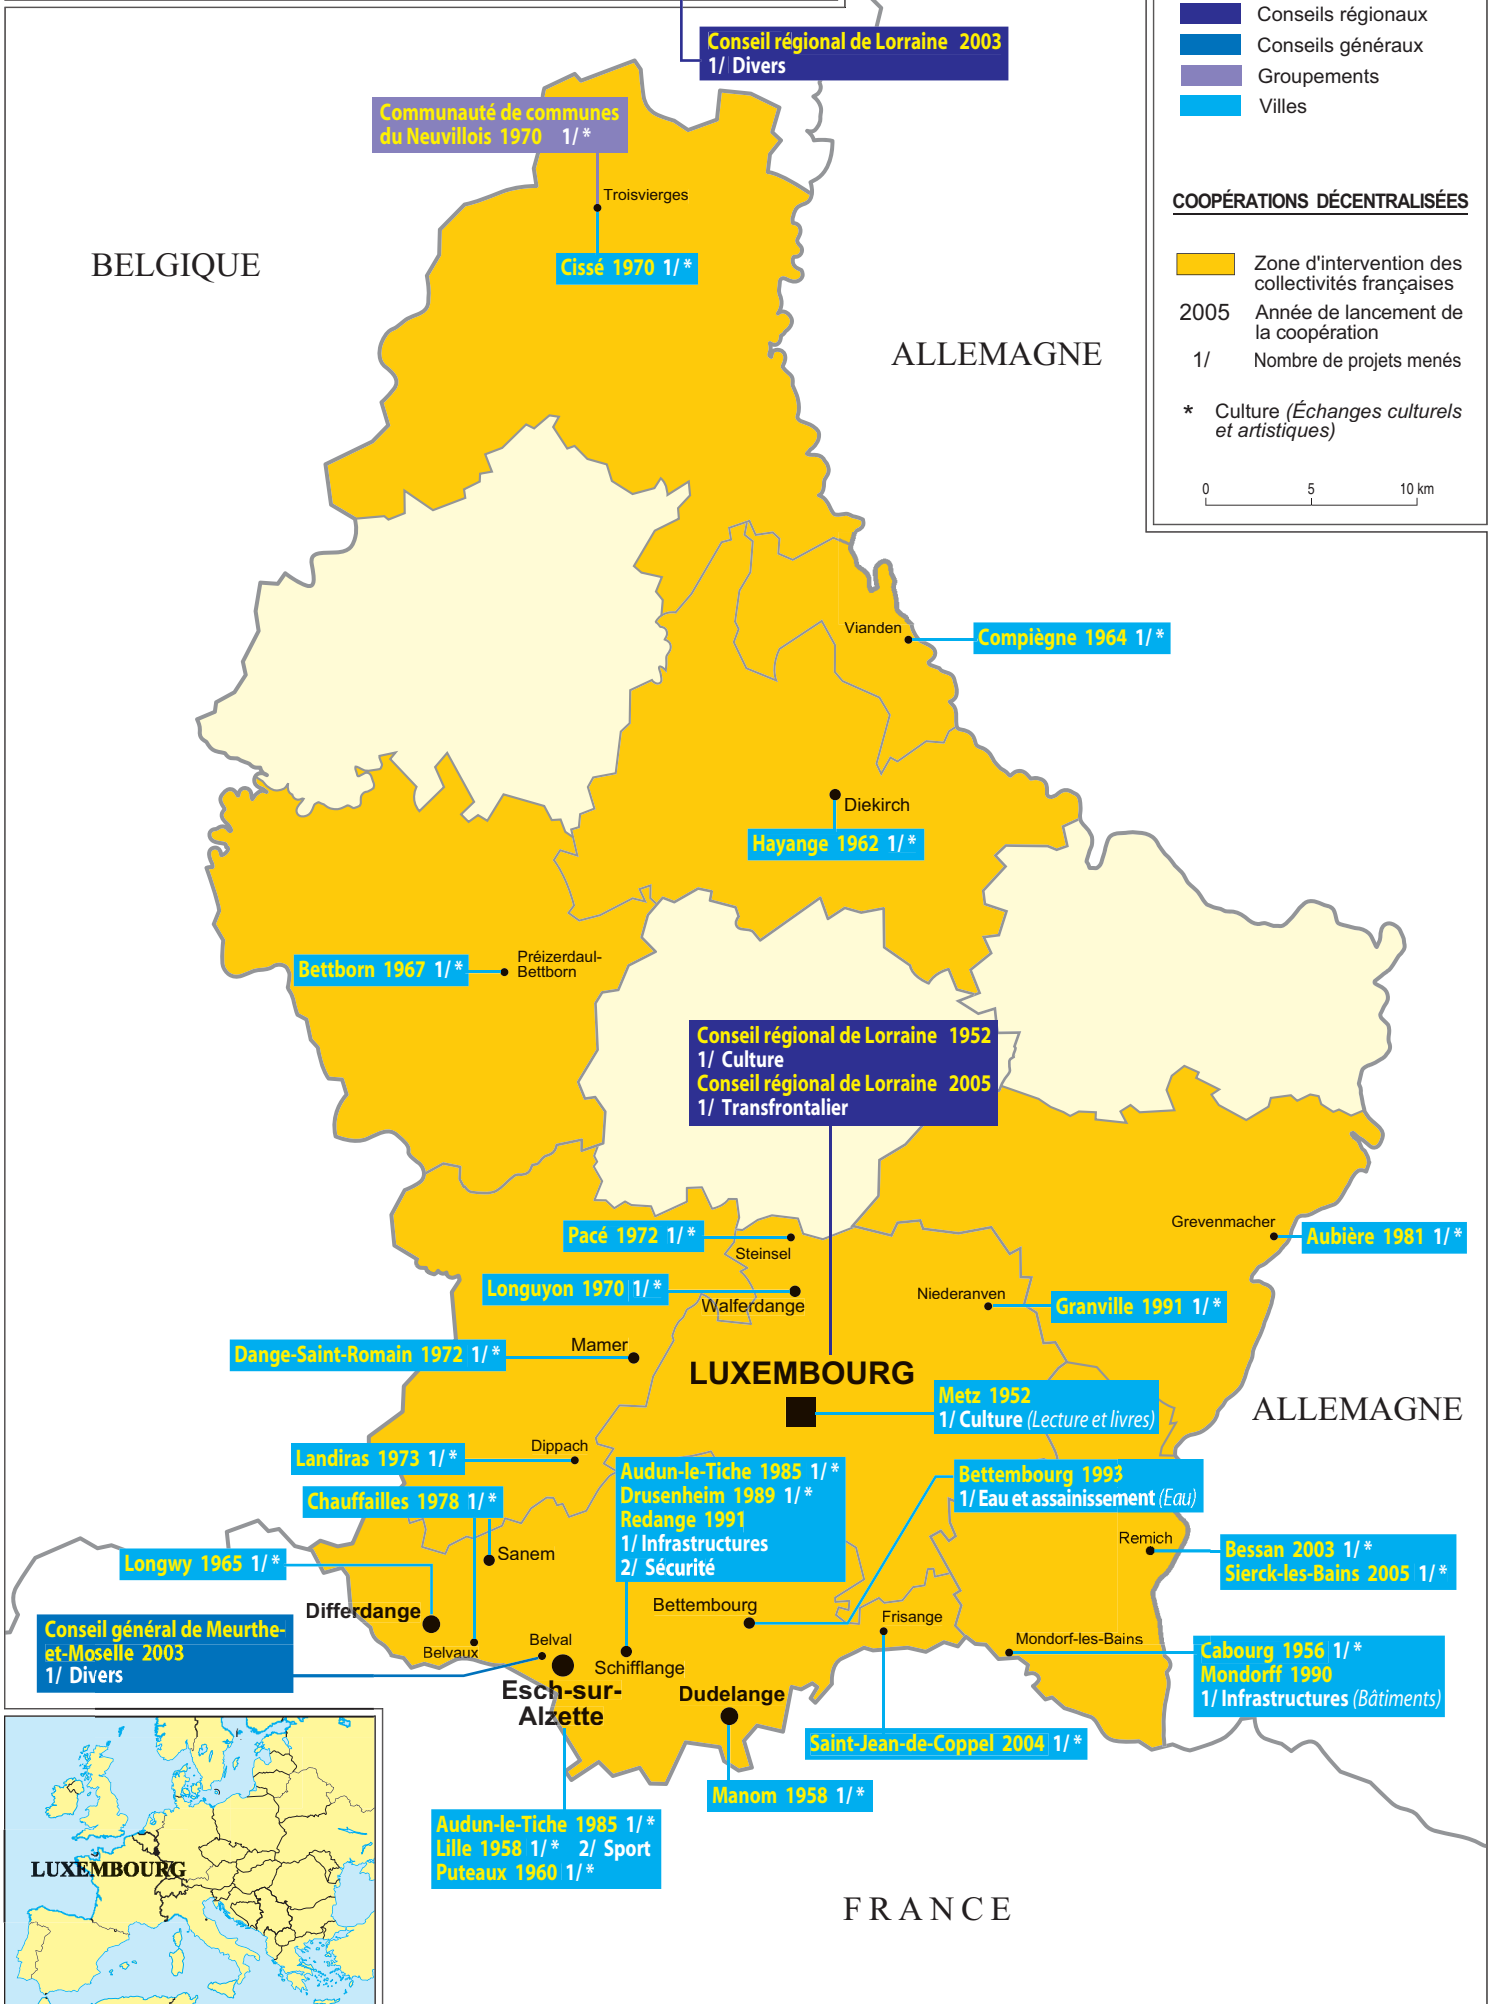 Conseil régional de Lorraine 2003
1/ Divers
Conseils régionaux
Conseils généraux
Groupements
Villes
COOPÉRATIONS DÉCENTRALISÉES
Zone d'intervention des
collectivités françaises
2005 Année de lancement de
la coopération
1/ Nombre de projets menés
* Culture (Échanges culturels
et artistiques)
0 5 10 km
Communauté de communes
du Neuvillois 1970 1/ *
Troisvierges
Cissé 1970 1/ *
BELGIQUE
ALLEMAGNE
Vianden
Compiègne 1964 1/ *
Diekirch
Hayange 1962 1/ *
Bettborn 1967 1/ *
Préizerdaul-
Bettborn
Conseil régional de Lorraine 1952
1/ Culture
Conseil régional de Lorraine 2005
1/ Transfrontalier
Pacé 1972 1/ *
Steinsel
Grevenmacher
Aubière 1981 1/ *
Longuyon 1970 1/ *
Walferdange
Niederanven
Granville 1991 1/ *
Dange-Saint-Romain 1972 1/ *
Mamer
LUXEMBOURG
Metz 1952
1/ Culture (Lecture et livres)
ALLEMAGNE
Landiras 1973 1/ *
Dippach
Chauffailles 1978 1/ *
Sanem
Audun-le-Tiche 1985 1/ *
Drusenheim 1989 1/ *
Redange 1991
1/ Infrastructures
2/ Sécurité
Bettembourg 1993
1/ Eau et assainissement (Eau)
Remich
Bessan 2003 1/ *
Sierck-les-Bains 2005 1/ *
Longwy 1965 1/ *
Differdange
Bettembourg
Frisange
Conseil général de Meurthe-
et-Moselle 2003
1/ Divers
Belvaux
Belval
Schifflange
Mondorf-les-Bains
Cabourg 1956 1/ *
Mondorff 1990
1/ Infrastructures (Bâtiments)
Esch-sur-
Alzette
Dudelange
Saint-Jean-de-Coppel 2004 1/ *
Manom 1958 1/ *
Audun-le-Tiche 1985 1/ *
Lille 1958 1/ * 2/ Sport
Puteaux 1960 1/ *
LUXEMBOURG
FRANCE